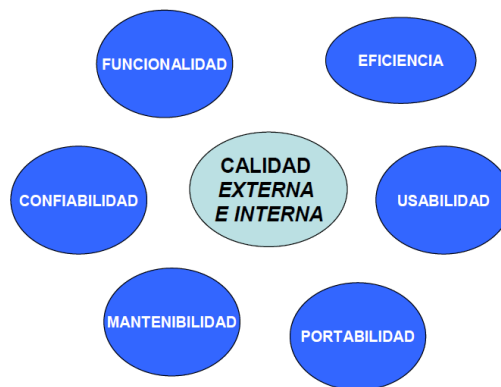 FUNCIONALIDAD
EFICIENCIA
CALIDAD
EXTERNA
E INTERNA
CONFIABILIDAD
USABILIDAD
MANTENIBILIDAD
PORTABILIDAD